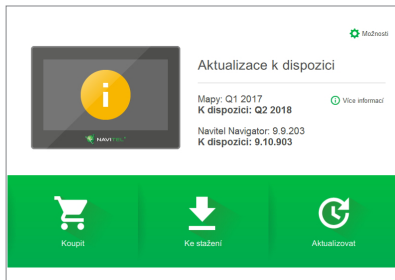 Možnosti
Aktualizace k dispozici
Mapy: Q1 2017
Více informací
K dispozici: Q2 2018
Navitel Navigator: 9.9.203
K dispozici: 9.10.903
NAVITEL
Koupit
Ke stažení
Aktualizovat